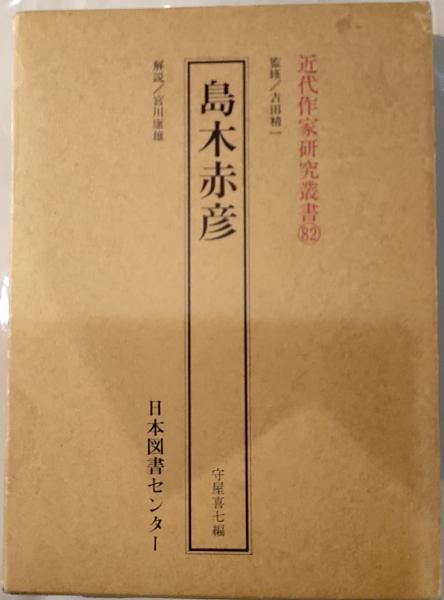 近代作家研究叢書82
監修／吉田精一
島木赤彦
守屋喜七編
解説／宮川康雄
日本図書センター